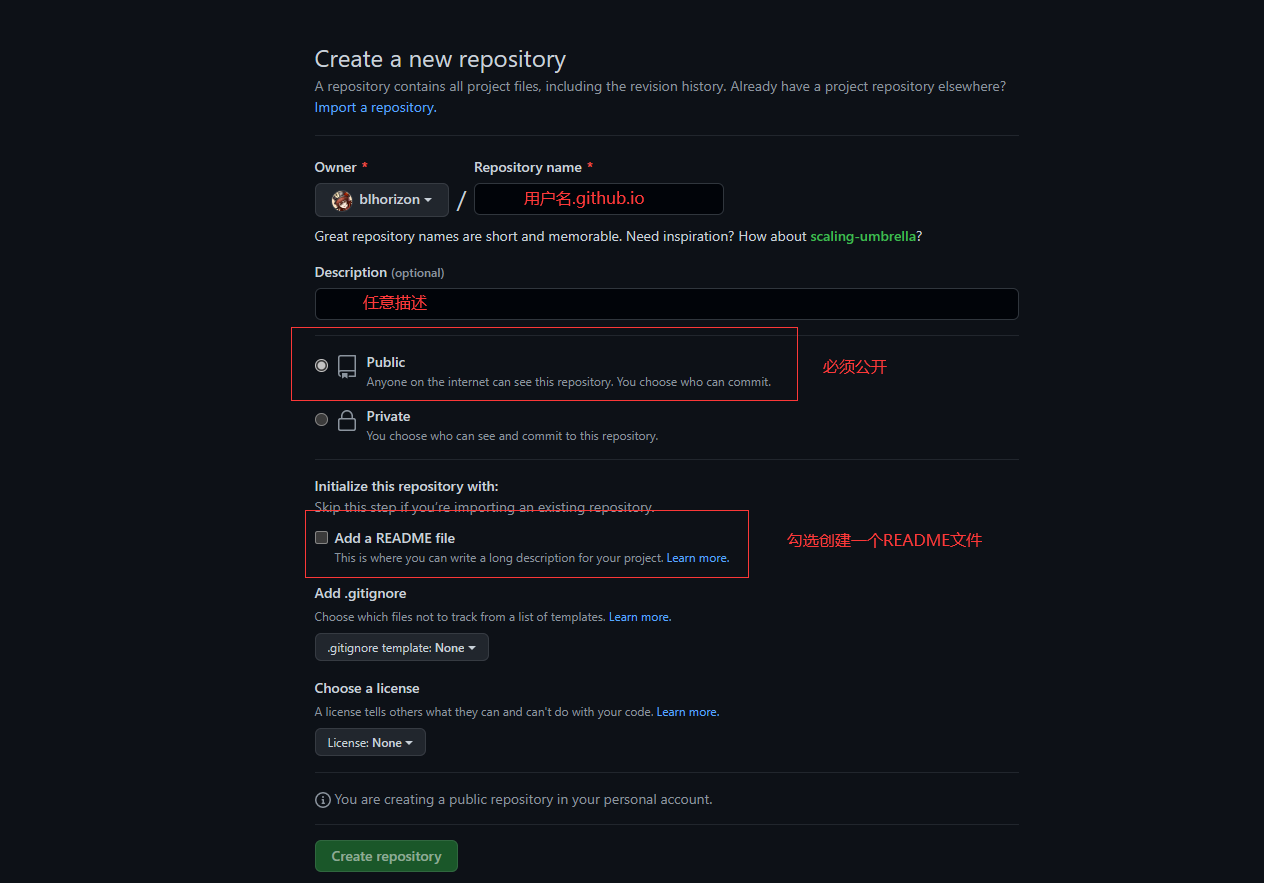 Create a new repository
A repository contains all project files, including the revision history. Already have a project repository elsewhere?
Import a repository.
Owner *
Repository name *
blhorizon
/
用户名.github.io
Great repository names are short and memorable. Need inspiration? How about scaling-umbrella?
Description (optional)
任意描述
Public
Anyone on the internet can see this repository. You choose who can commit.
必须公开
Private
You choose who can see and commit to this repository.
Initialize this repository with:
Skip this step if you're importing an existing repository.
Add a README file
This is where you can write a long description for your project. Learn more.
勾选创建一个README文件
Add .gitignore
Choose which files not to track from a list of templates. Learn more.
.gitignore template: None
Choose a license
A license tells others what they can and can't do with your code. Learn more.
License: None
You are creating a public repository in your personal account.
Create repository